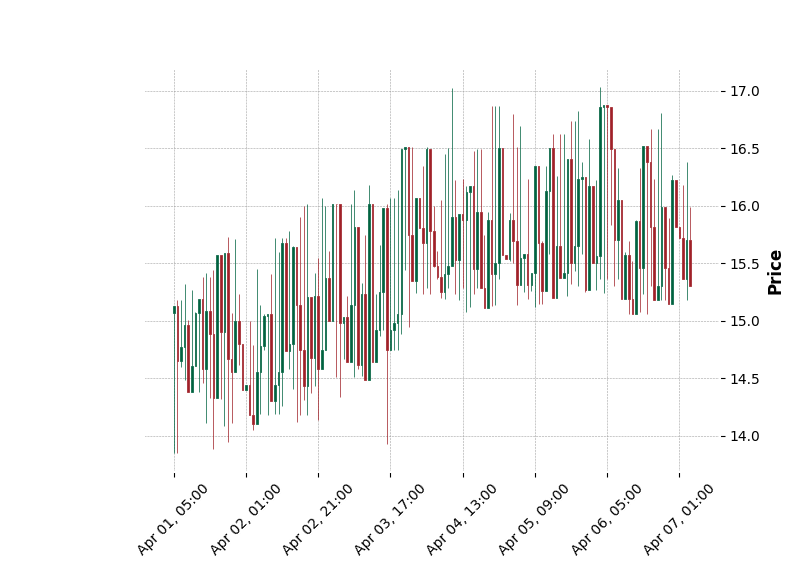 17.0
16.5
16.0
15.5
15.0
14.5
14.0
Price
Apr 01, 05:00
Apr 02, 01:00
Apr 02, 21:00
Apr 03, 17:00
Apr 04, 13:00
Apr 05, 09:00
Apr 06, 05:00
Apr 07, 01:00